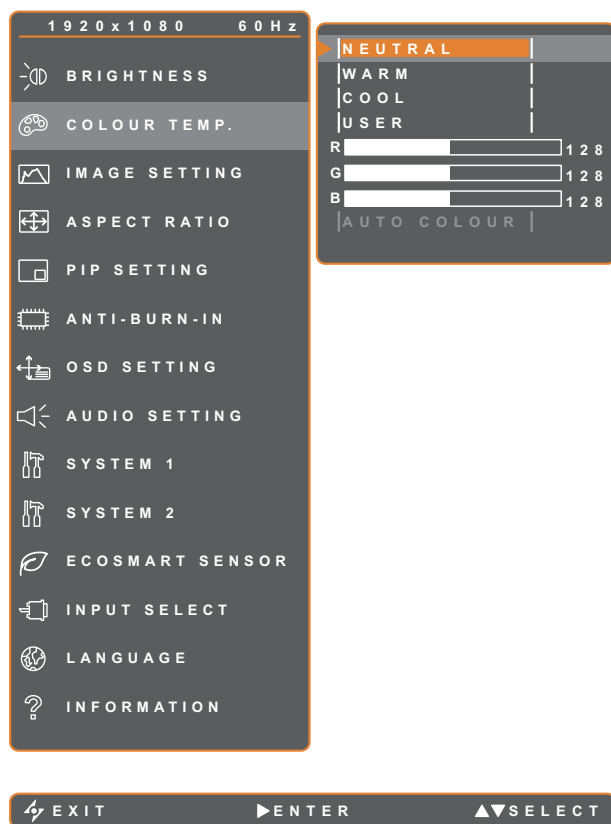 1920x1080 60Hz
BRIGHTNESS
COLOUR TEMP.
IMAGE SETTING
ASPECT RATIO
PIP SETTING
ANTI-BURN-IN
OSD SETTING
AUDIO SETTING
SYSTEM 1
SYSTEM 2
ECOSMART SENSOR
INPUT SELECT
LANGUAGE
INFORMATION
NEUTRAL
WARM
COOL
USER
R 128
G 128
B 128
AUTO COLOUR
EXIT ENTER SELECT